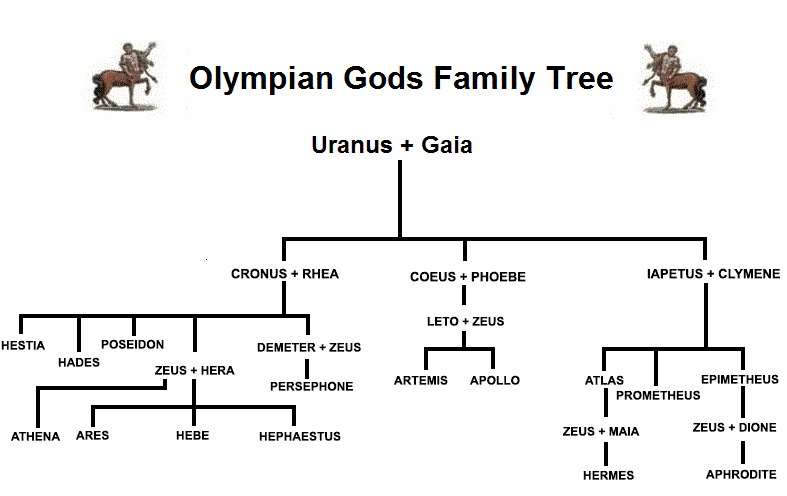 Olympian Gods Family Tree
Uranus + Gaia
CRONUS + RHEA
COEUS + PHOEBE
IAPETUS + CLYMENE
HESTIA
HADES
POSEIDON
ZEUS + HERA
DEMETER + ZEUS
PERSEPHONE
LETO + ZEUS
ARTEMIS
APOLLO
ATLAS
PROMETHEUS
EPIMETHEUS
ATHENA
ARES
HEBE
HEPHAESTUS
ZEUS + MAIA
ZEUS + DIONE
HERMES
APHRODITE